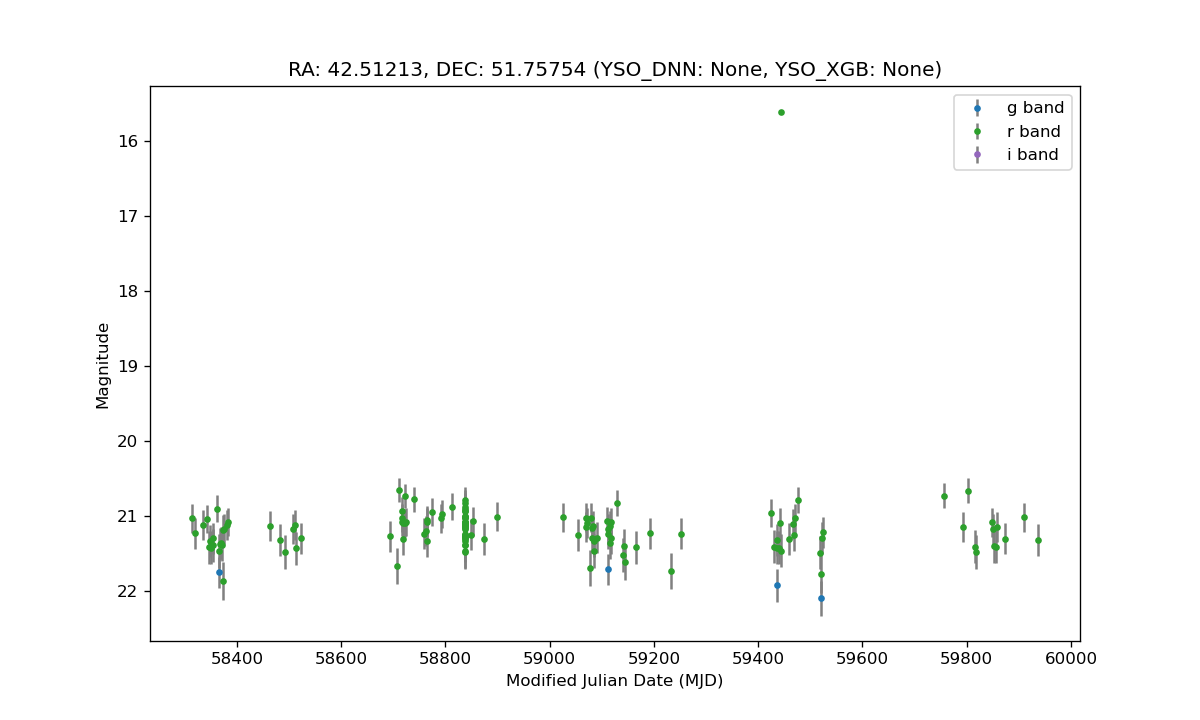 RA: 42.51213, DEC: 51.75754 (YSO_DNN: None, YSO_XGB: None)
g band
r band
i band
16
17
18
19
20
21
22
Magnitude
58400 58600 58800 59000 59200 59400 59600 59800 60000
Modified Julian Date (MJD)